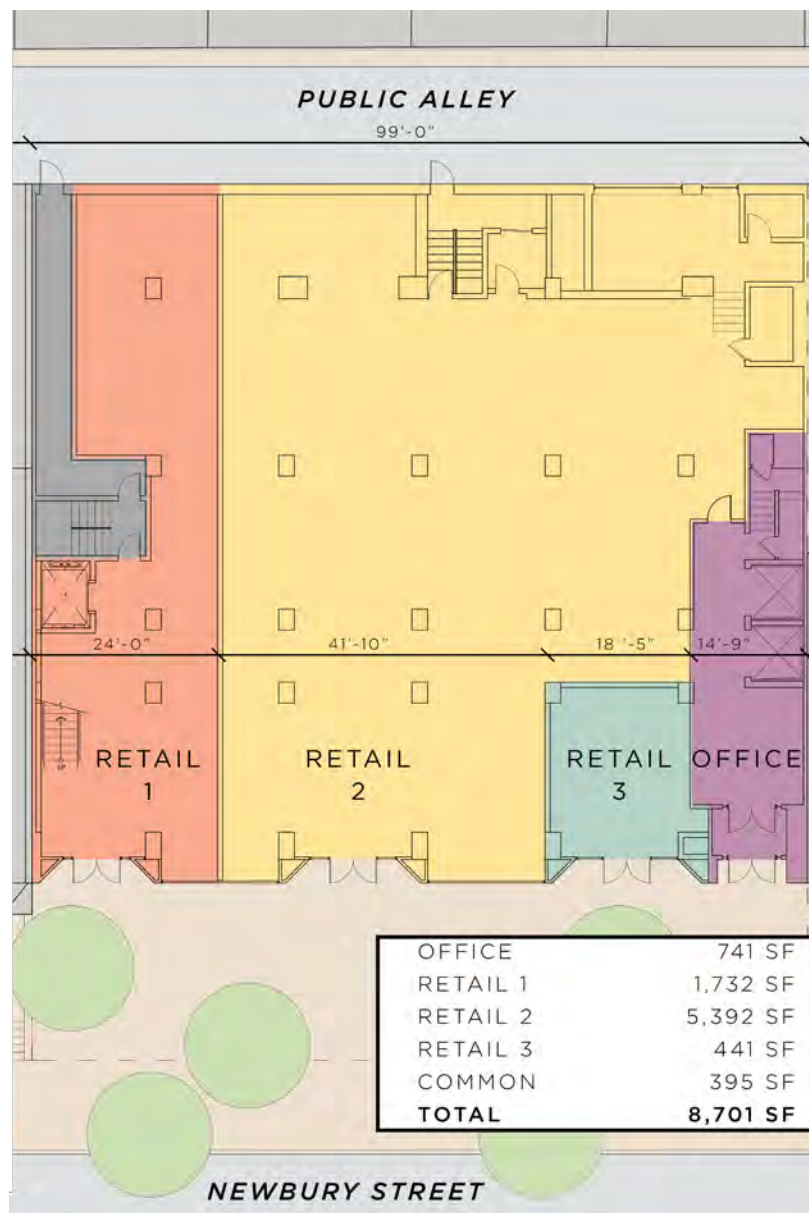 PUBLIC ALLEY
99'-0"
24'-0" 41'-10" 18 '-5" 14'-9"
UP
RETAIL 1
RETAIL 2
RETAIL 3
OFFICE
OFFICE 741 SF
RETAIL 1 1,732 SF
RETAIL 2 5,392 SF
RETAIL 3 441 SF
COMMON 395 SF
TOTAL 8,701 SF
NEWBURY STREET